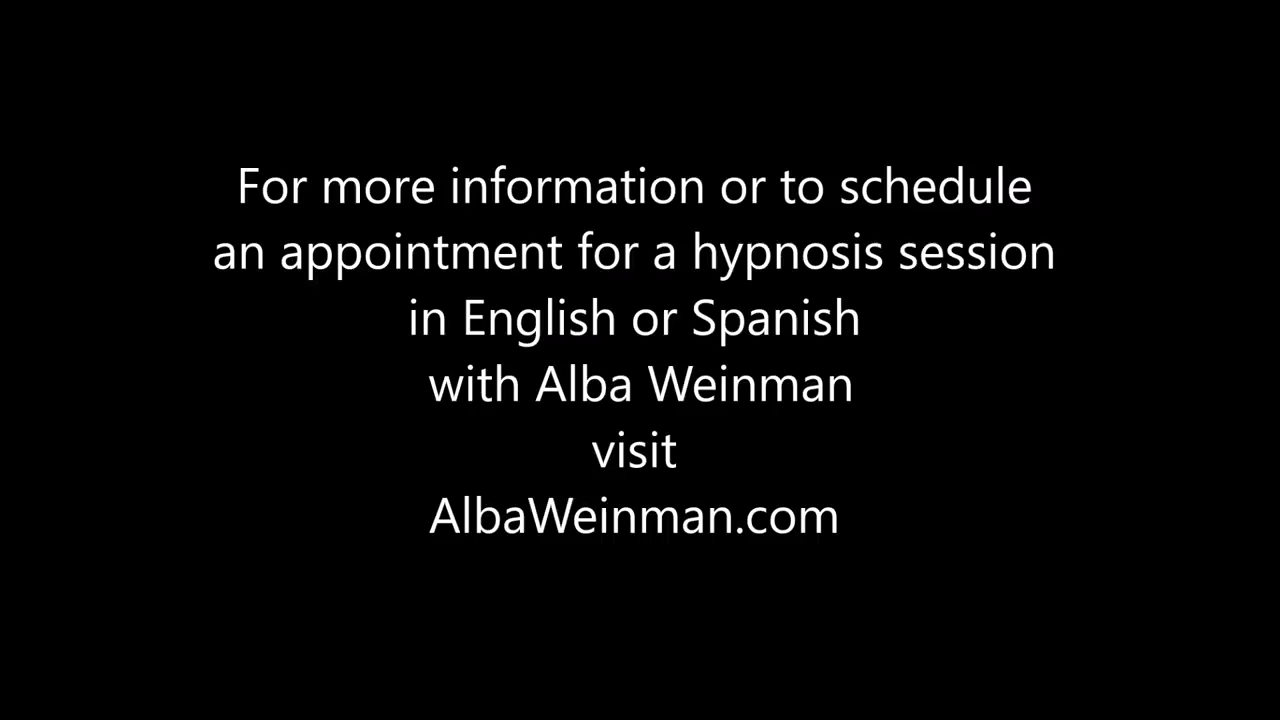 For more information or to schedule
an appointment for a hypnosis session
in English or Spanish
with Alba Weinman
visit
AlbaWeinman.com